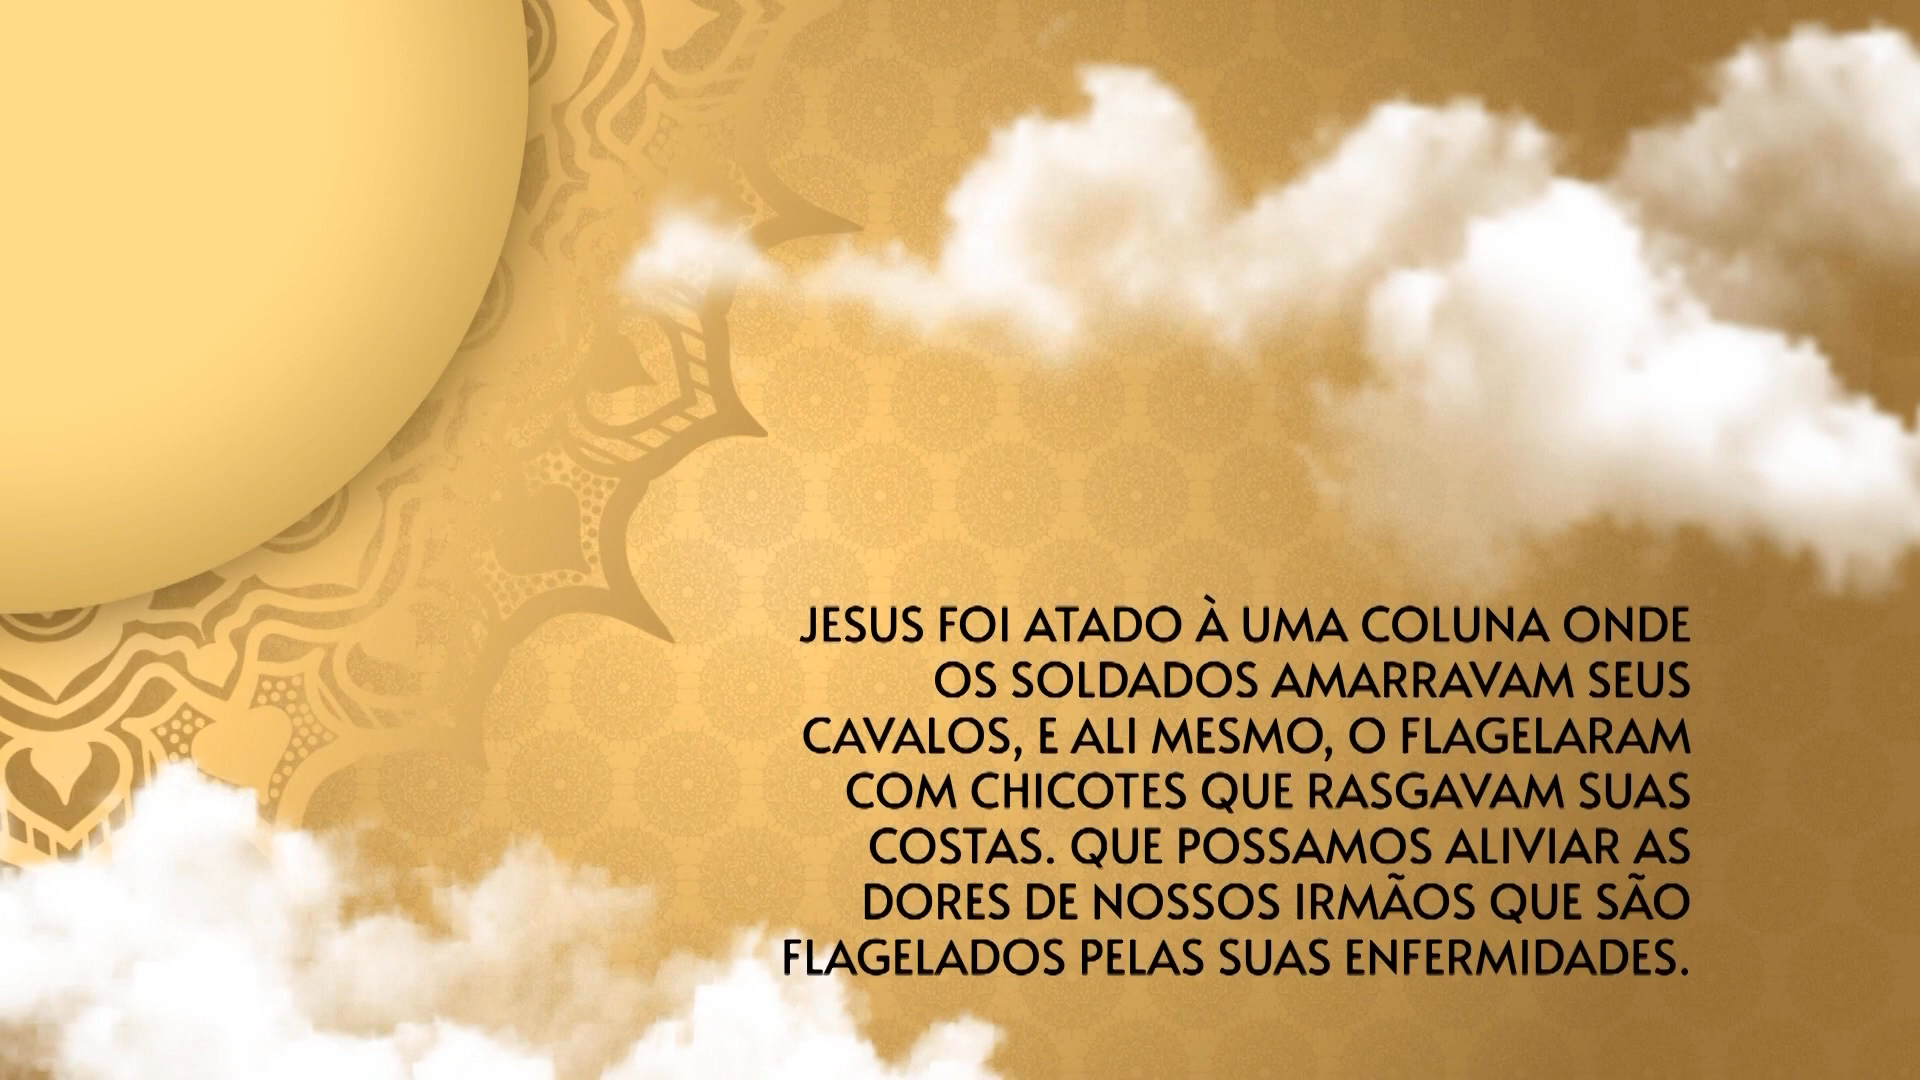 JESUS FOI ATADO À UMA COLUNA ONDE
OS SOLDADOS AMARRAVAM SEUS
CAVALOS, E ALI MESMO, O FLAGELARAM
COM CHICOTES QUE RASGAVAM SUAS
COSTAS. QUE POSSAMOS ALIVIAR AS
DORES DE NOSSOS IRMÃOS QUE SÃO
FLAGELADOS PELAS SUAS ENFERMIDADES.